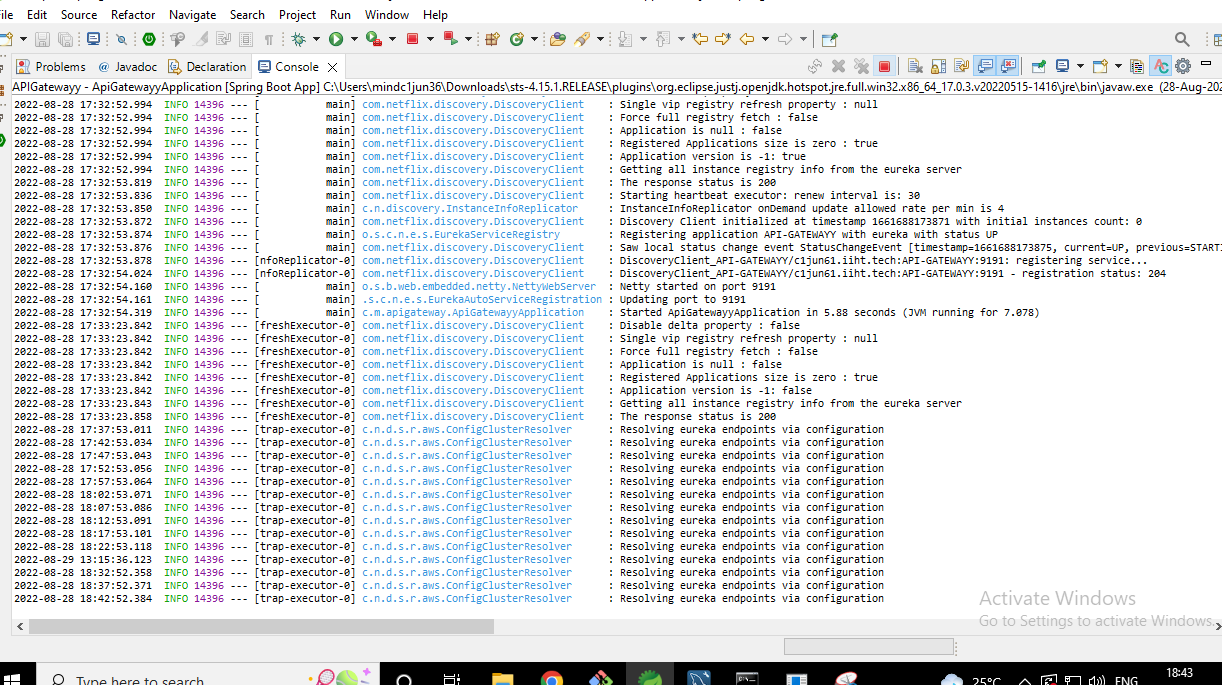 File Edit Source Refactor Navigate Search Project Run Window Help
Problems @ Javadoc Declaration Console
APIGatewayy - ApiGatewayyApplication [Spring Boot App] C:\Users\mindc1jun36\Downloads\sts-4.15.1.RELEASE\plugins\org.eclipse.justj.openjdk.hotspot.jre.full.win32.x86_64_17.0.3.v20220515-1416\jre\bin\javaw.exe (28-Aug-202
2022-08-28 17:32:52.994 INFO 14396 --- [ main] com.netflix.discovery.DiscoveryClient : Single vip registry refresh property : null
2022-08-28 17:32:52.994 INFO 14396 --- [ main] com.netflix.discovery.DiscoveryClient : Force full registry fetch : false
2022-08-28 17:32:52.994 INFO 14396 --- [ main] com.netflix.discovery.DiscoveryClient : Application is null : false
2022-08-28 17:32:52.994 INFO 14396 --- [ main] com.netflix.discovery.DiscoveryClient : Registered Applications size is zero : true
2022-08-28 17:32:52.994 INFO 14396 --- [ main] com.netflix.discovery.DiscoveryClient : Application version is -1: true
2022-08-28 17:32:52.994 INFO 14396 --- [ main] com.netflix.discovery.DiscoveryClient : Getting all instance registry info from the eureka server
2022-08-28 17:32:53.819 INFO 14396 --- [ main] com.netflix.discovery.DiscoveryClient : The response status is 200
2022-08-28 17:32:53.836 INFO 14396 --- [ main] com.netflix.discovery.DiscoveryClient : Starting heartbeat executor: renew interval is: 30
2022-08-28 17:32:53.850 INFO 14396 --- [ main] c.n.discovery.InstanceInfoReplicator : InstanceInfoReplicator onDemand update allowed rate per min is 4
2022-08-28 17:32:53.872 INFO 14396 --- [ main] com.netflix.discovery.DiscoveryClient : Discovery Client initialized at timestamp 1661688173871 with initial instances count: 0
2022-08-28 17:32:53.874 INFO 14396 --- [ main] o.s.c.n.e.s.EurekaServiceRegistry : Registering application API-GATEWAYY with eureka with status UP
2022-08-28 17:32:53.876 INFO 14396 --- [ main] com.netflix.discovery.DiscoveryClient : Saw local status change event StatusChangeEvent [timestamp=1661688173875, current=UP, previous=STARTI
2022-08-28 17:32:53.878 INFO 14396 --- [nfoReplicator-0] com.netflix.discovery.DiscoveryClient : DiscoveryClient_API-GATEWAYY/c1jun61.iiht.tech:API-GATEWAYY:9191: registering service...
2022-08-28 17:32:54.024 INFO 14396 --- [nfoReplicator-0] com.netflix.discovery.DiscoveryClient : DiscoveryClient_API-GATEWAYY/c1jun61.iiht.tech:API-GATEWAYY:9191 - registration status: 204
2022-08-28 17:32:54.160 INFO 14396 --- [ main] o.s.b.web.embedded.netty.NettyWebServer : Netty started on port 9191
2022-08-28 17:32:54.161 INFO 14396 --- [ main] .s.c.n.e.s.EurekaAutoServiceRegistration : Updating port to 9191
2022-08-28 17:32:54.319 INFO 14396 --- [ main] c.m.apigateway.ApiGatewayyApplication : Started ApiGatewayyApplication in 5.88 seconds (JVM running for 7.078)
2022-08-28 17:33:23.842 INFO 14396 --- [freshExecutor-0] com.netflix.discovery.DiscoveryClient : Disable delta property : false
2022-08-28 17:33:23.842 INFO 14396 --- [freshExecutor-0] com.netflix.discovery.DiscoveryClient : Single vip registry refresh property : null
2022-08-28 17:33:23.842 INFO 14396 --- [freshExecutor-0] com.netflix.discovery.DiscoveryClient : Force full registry fetch : false
2022-08-28 17:33:23.842 INFO 14396 --- [freshExecutor-0] com.netflix.discovery.DiscoveryClient : Application is null : false
2022-08-28 17:33:23.842 INFO 14396 --- [freshExecutor-0] com.netflix.discovery.DiscoveryClient : Registered Applications size is zero : true
2022-08-28 17:33:23.842 INFO 14396 --- [freshExecutor-0] com.netflix.discovery.DiscoveryClient : Application version is -1: false
2022-08-28 17:33:23.843 INFO 14396 --- [freshExecutor-0] com.netflix.discovery.DiscoveryClient : Getting all instance registry info from the eureka server
2022-08-28 17:33:23.858 INFO 14396 --- [freshExecutor-0] com.netflix.discovery.DiscoveryClient : The response status is 200
2022-08-28 17:37:53.011 INFO 14396 --- [trap-executor-0] c.n.d.s.r.aws.ConfigClusterResolver : Resolving eureka endpoints via configuration
2022-08-28 17:42:53.034 INFO 14396 --- [trap-executor-0] c.n.d.s.r.aws.ConfigClusterResolver : Resolving eureka endpoints via configuration
2022-08-28 17:47:53.043 INFO 14396 --- [trap-executor-0] c.n.d.s.r.aws.ConfigClusterResolver : Resolving eureka endpoints via configuration
2022-08-28 17:52:53.056 INFO 14396 --- [trap-executor-0] c.n.d.s.r.aws.ConfigClusterResolver : Resolving eureka endpoints via configuration
2022-08-28 17:57:53.064 INFO 14396 --- [trap-executor-0] c.n.d.s.r.aws.ConfigClusterResolver : Resolving eureka endpoints via configuration
2022-08-28 18:02:53.071 INFO 14396 --- [trap-executor-0] c.n.d.s.r.aws.ConfigClusterResolver : Resolving eureka endpoints via configuration
2022-08-28 18:07:53.086 INFO 14396 --- [trap-executor-0] c.n.d.s.r.aws.ConfigClusterResolver : Resolving eureka endpoints via configuration
2022-08-28 18:12:53.091 INFO 14396 --- [trap-executor-0] c.n.d.s.r.aws.ConfigClusterResolver : Resolving eureka endpoints via configuration
2022-08-28 18:17:53.101 INFO 14396 --- [trap-executor-0] c.n.d.s.r.aws.ConfigClusterResolver : Resolving eureka endpoints via configuration
2022-08-28 18:22:53.118 INFO 14396 --- [trap-executor-0] c.n.d.s.r.aws.ConfigClusterResolver : Resolving eureka endpoints via configuration
2022-08-29 13:15:36.123 INFO 14396 --- [trap-executor-0] c.n.d.s.r.aws.ConfigClusterResolver : Resolving eureka endpoints via configuration
2022-08-28 18:32:52.358 INFO 14396 --- [trap-executor-0] c.n.d.s.r.aws.ConfigClusterResolver : Resolving eureka endpoints via configuration
2022-08-28 18:37:52.371 INFO 14396 --- [trap-executor-0] c.n.d.s.r.aws.ConfigClusterResolver : Resolving eureka endpoints via configuration
2022-08-28 18:42:52.384 INFO 14396 --- [trap-executor-0] c.n.d.s.r.aws.ConfigClusterResolver : Resolving eureka endpoints via configuration
Activate Windows
Go to Settings to activate Windows.
Type here to search 25°C ENG 18:43